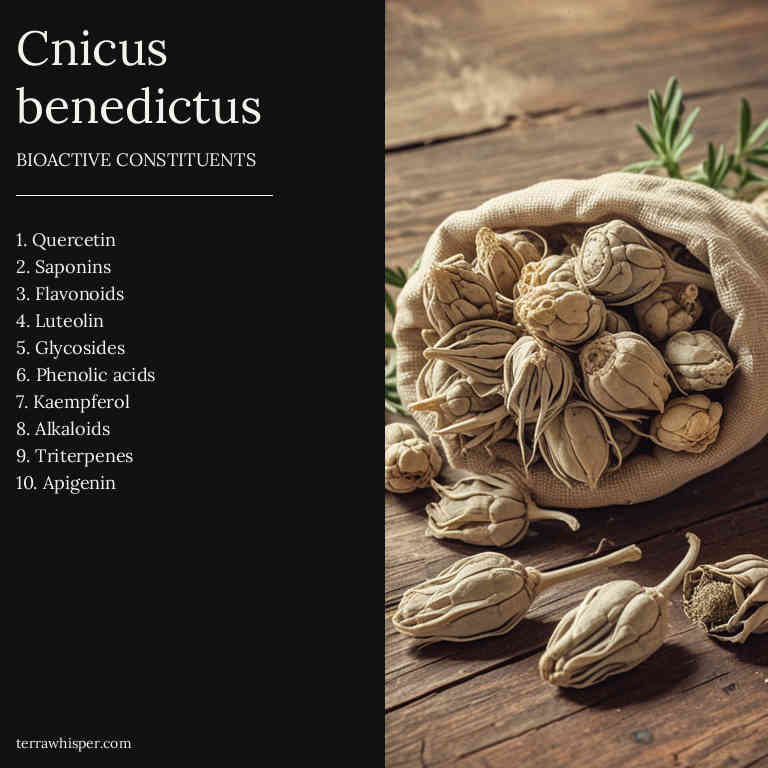 Cnicus
benedictus
BIOACTIVE CONSTITUENTS
1. Quercetin
2. Saponins
3. Flavonoids
4. Luteolin
5. Glycosides
6. Phenolic acids
7. Kaempferol
8. Alkaloids
9. Triterpenes
10. Apigenin
terrawhisper.com